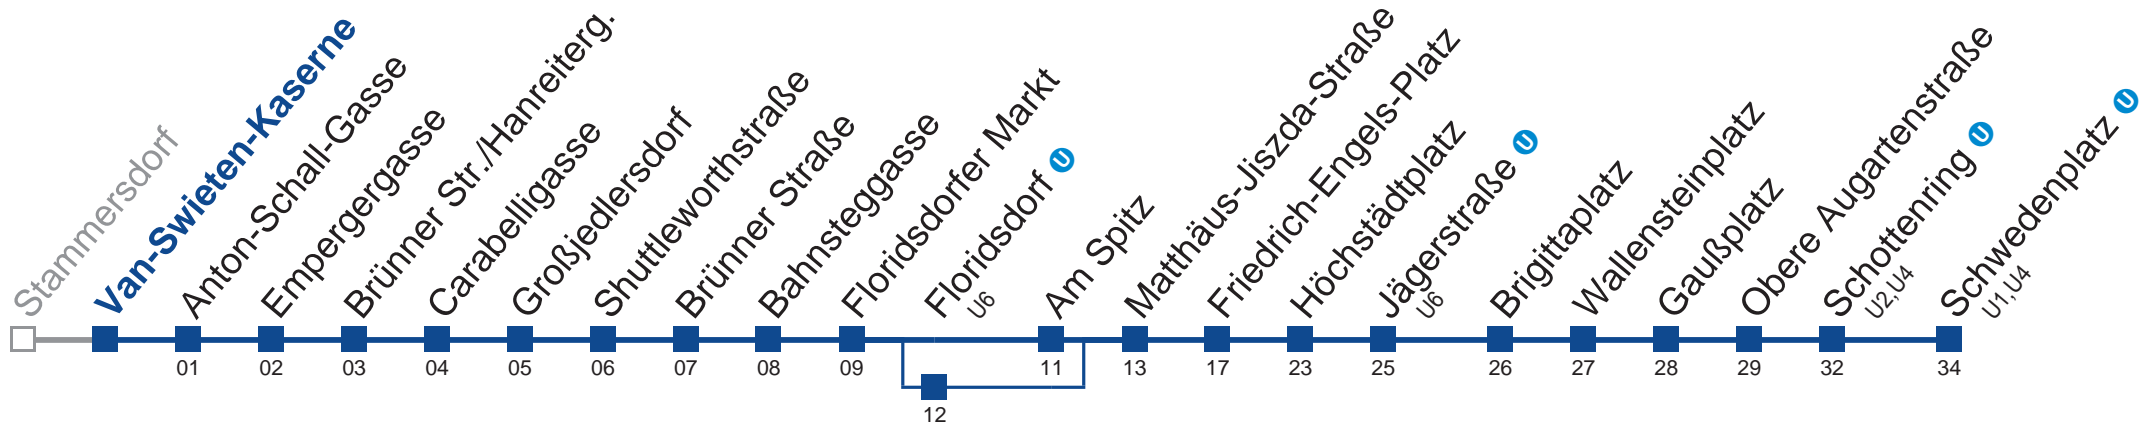 Stammersdorf
Van-Swieten-Kaserne
Anton-Schall-Gasse
Empergergasse
Brünner Str./Hanreiterg.
Carabelligasse
Großjedlersdorf
Shuttleworthstraße
Brünner Straße
Bahnsteggasse
Floridsdorfer Markt
Floridsdorf U
U6
Am Spitz
Matthäus-Jiszda-Straße
Friedrich-Engels-Platz
Höchstädtplatz
Jägerstraße U
U6
Brigittaplatz
Wallensteinplatz
Gaußplatz
Obere Augartenstraße
Schottenring U
U2,U4
Schwedenplatz U
U1,U4
01 02 03 04 05 06 07 08 09 11 13 17 23 25 26 27 28 29 32 34
12